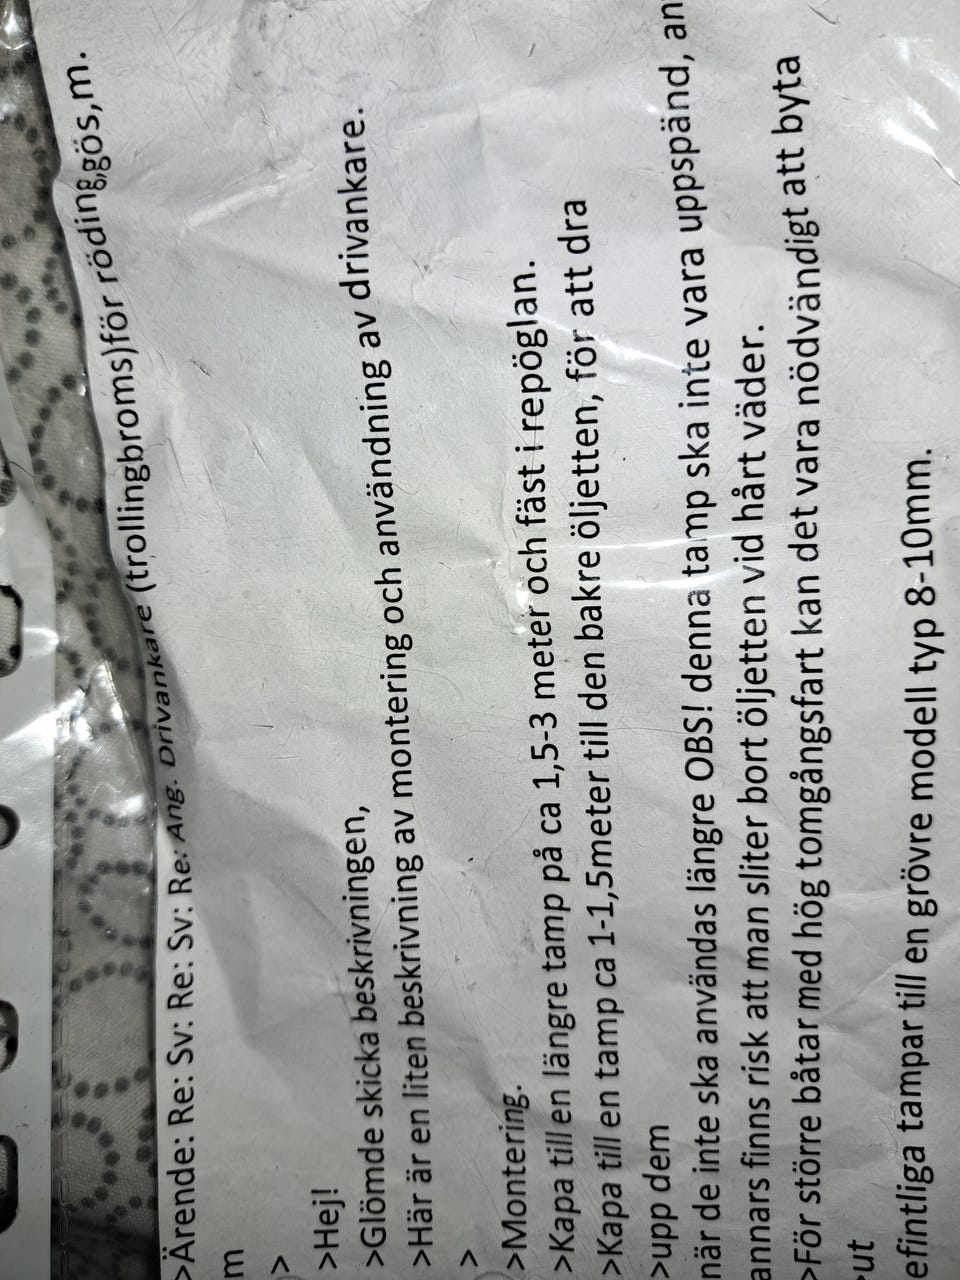 >Ärende: Re: Sv: Re: Sv: Re: Sv: Re: Ang. Drivankare (trollingbroms)för röding,gös,m.
m
>
>Hej!
>Glömde skicka beskrivningen,
>Här är en liten beskrivning av montering och användning av drivankare.
>
>Montering.
>Kapa till en längre tamp på ca 1,5-3 meter och fäst i repöglan.
>Kapa till en tamp ca 1-1,5meter till den bakre öljetten, för att dra
>upp dem
när de inte ska användas längre OBS! denna tamp ska inte vara uppspänd,
annars finns risk att man sliter bort öljetten vid hårt väder.
>För större båtar med hög tomgångsfart kan det vara nödvändigt att byta
ut
efintliga tampar till en grövre modell typ 8-10mm.